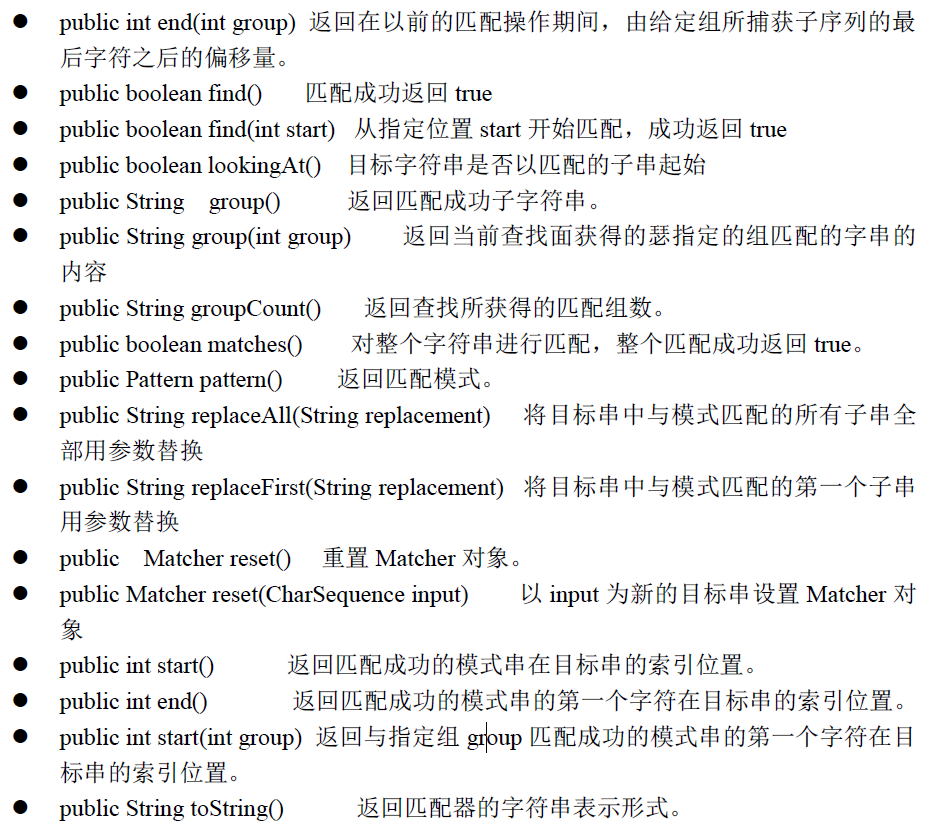 ● public int end(int group) 返回在以前的匹配操作期间，由给定组所捕获子序列的最
后字符之后的偏移量。
● public boolean find() 匹配成功返回 true
● public boolean find(int start) 从指定位置 start 开始匹配，成功返回 true
● public boolean lookingAt() 目标字符串是否以匹配的子串起始
● public String group() 返回匹配成功子字符串。
● public String group(int group) 返回当前查找面获得的瑟指定的组匹配的字串的
内容
● public String groupCount() 返回查找所获得的匹配组数。
● public boolean matches() 对整个字符串进行匹配，整个匹配成功返回 true。
● public Pattern pattern() 返回匹配模式。
● public String replaceAll(String replacement) 将目标串中与模式匹配的所有子串全
部用参数替换
● public String replaceFirst(String replacement) 将目标串中与模式匹配的第一个子串
用参数替换
● public Matcher reset() 重置 Matcher 对象。
● public Matcher reset(CharSequence input) 以 input 为新的目标串设置 Matcher 对
象
● public int start() 返回匹配成功的模式串在目标串的索引位置。
● public int end() 返回匹配成功的模式串的第一个字符在目标串的索引位置。
● public int start(int group) 返回与指定组 group 匹配成功的模式串的第一个字符在目
标串的索引位置。
● public String toString() 返回匹配器的字符串表示形式。